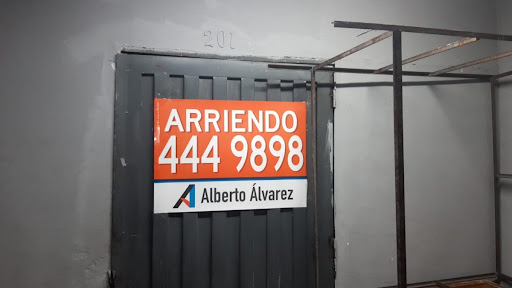 201
ARRIENDO
444 9898
Alberto Álvarez